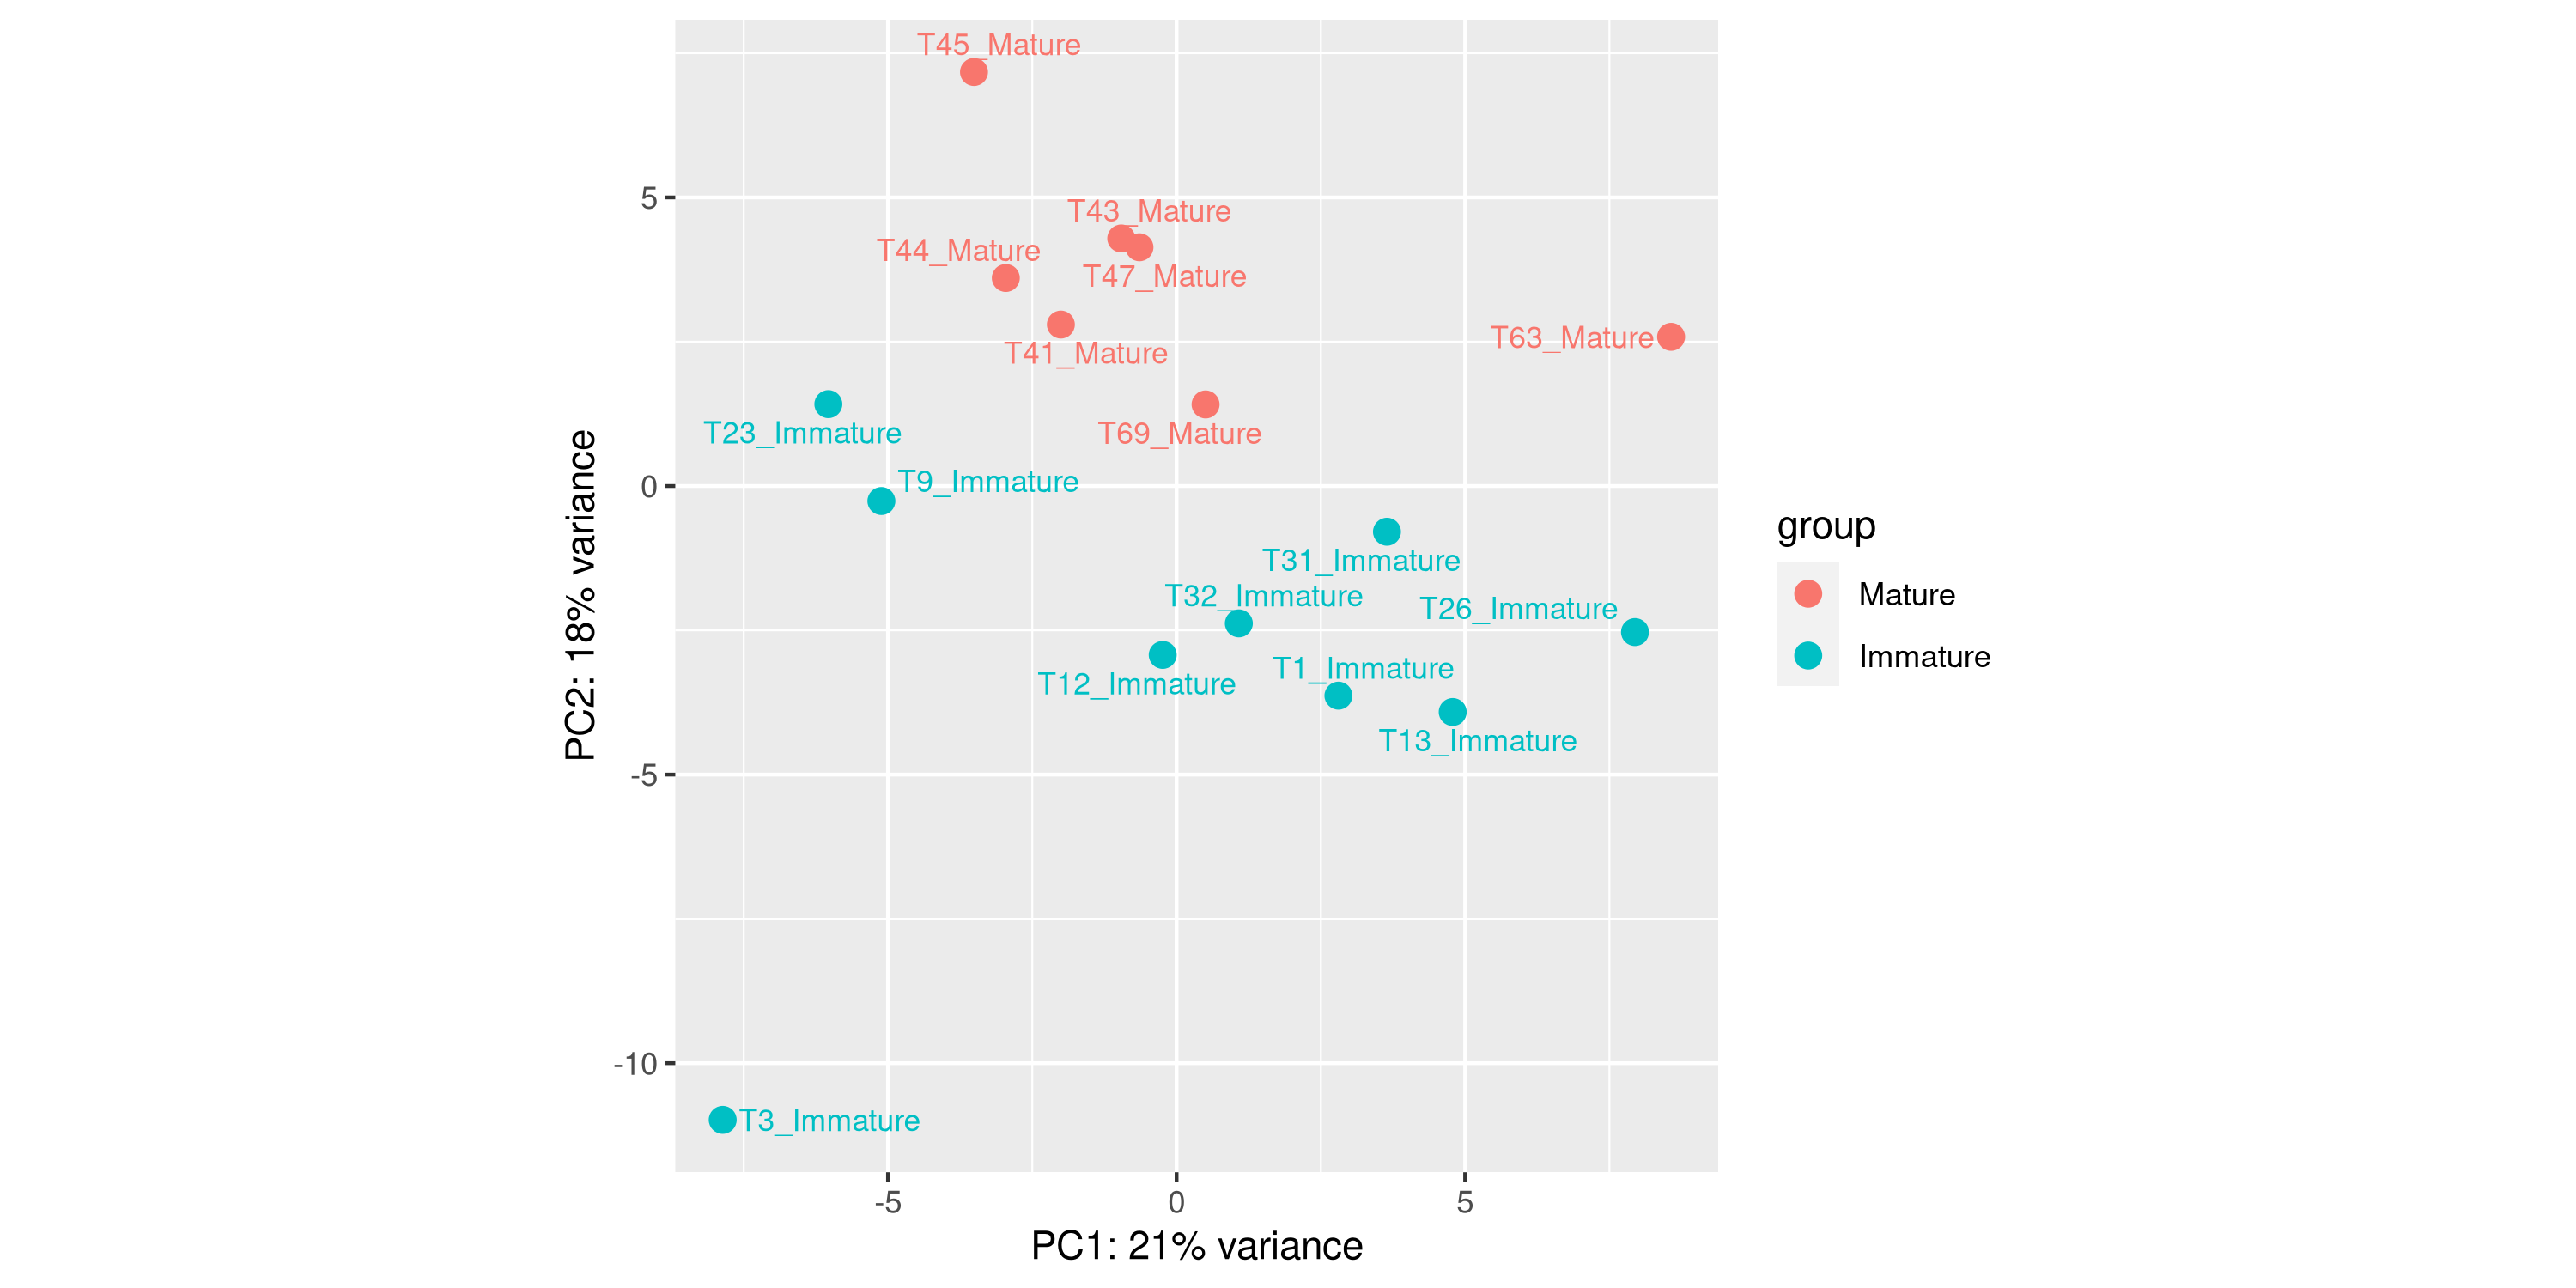 T45_Mature
5
T43_Mature
T44_Mature
T47_Mature
T63_Mature
T41_Mature
T23_Immature
T69_Mature
T9_Immature
0
PC2: 18% variance
group
T31_Immature
T32_Immature
Mature
T26_Immature
T1_Immature
Immature
T12_Immature
T13_Immature
-5
-10
T3_Immature
-5
0
5
PC1: 21% variance